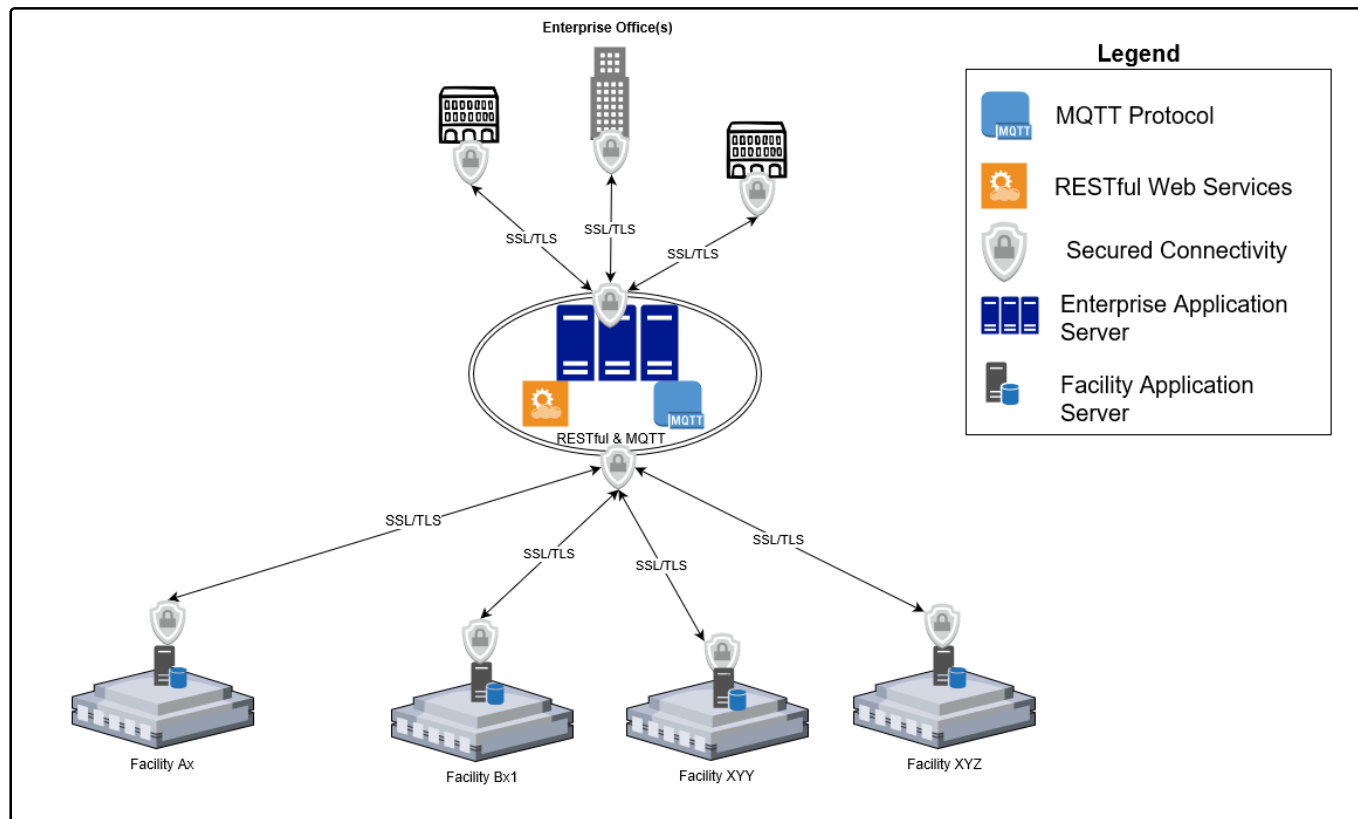 Enterprise Office(s)
Legend
MQTT Protocol
MQTT
RESTful Web Services
Secured Connectivity
Enterprise Application
Server
Facility Application
Server
SSL/TLS
SSL/TLS
SSL/TLS
MQTT
RESTful & MQTT
SSL/TLS
SSL/TLS
SSL/TLS
SSL/TLS
Facility Ax
Facility Bx1
Facility XYY
Facility XYZ